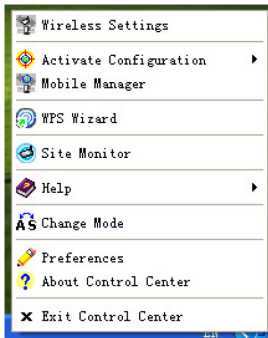 Wireless Settings
Activate Configuration
Mobile Manager
WPS Wizard
Site Monitor
Help
Change Mode
Preferences
About Control Center
Exit Control Center